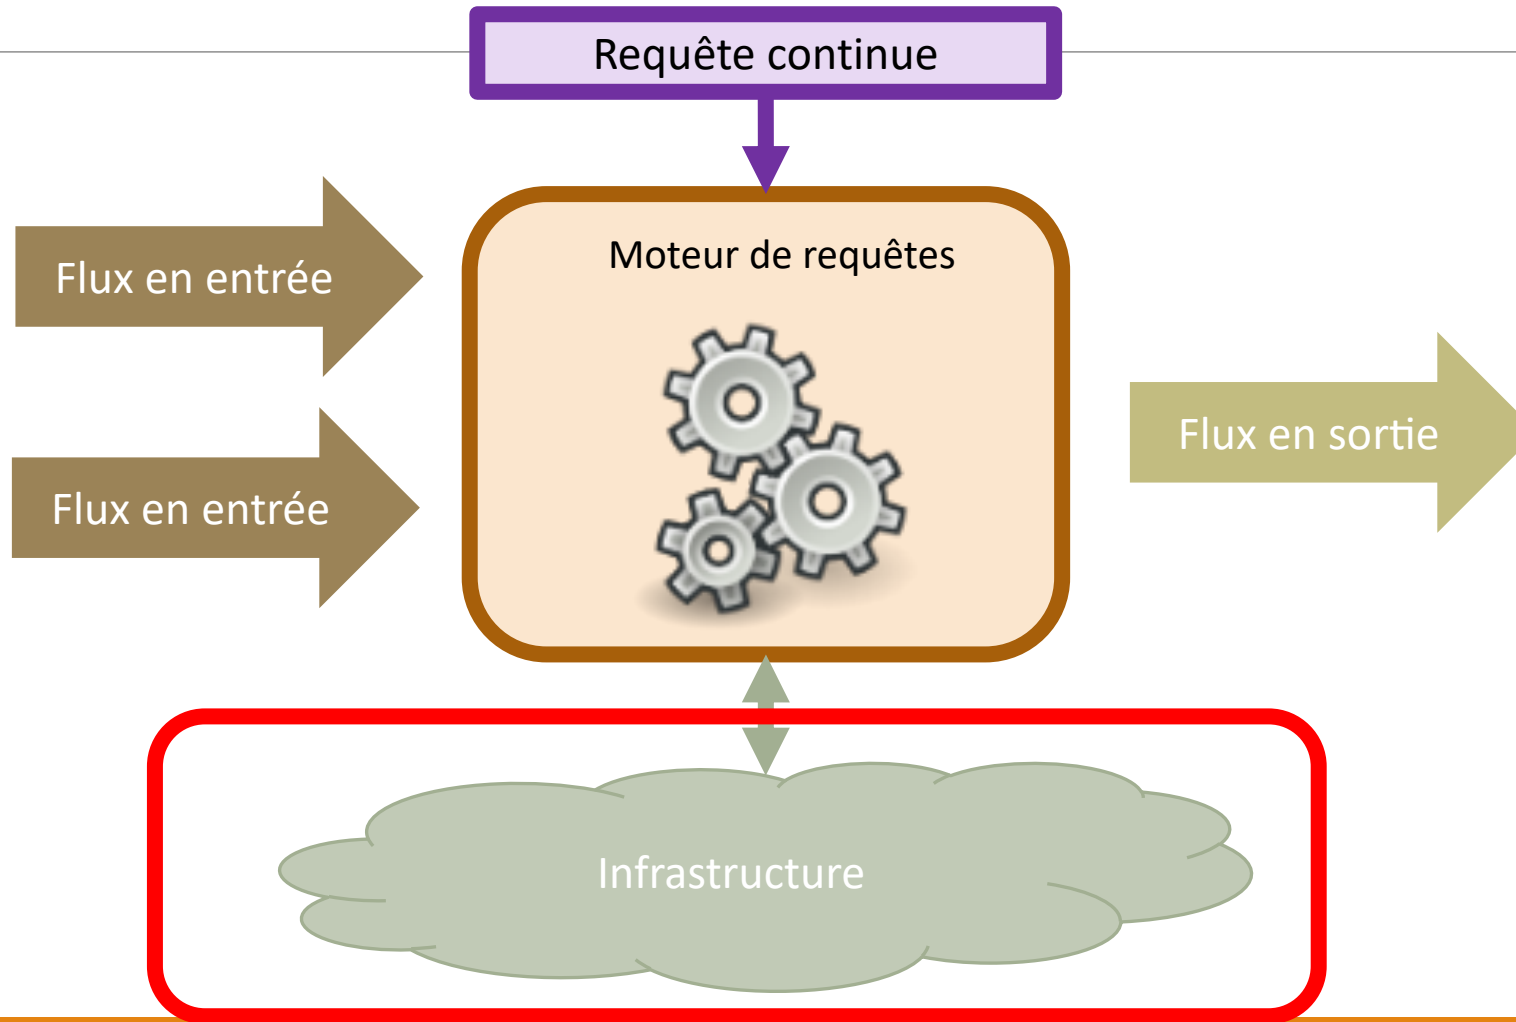 Requête continue
Moteur de requêtes
Flux en entrée
Flux en entrée
Flux en sortie
Infrastructure